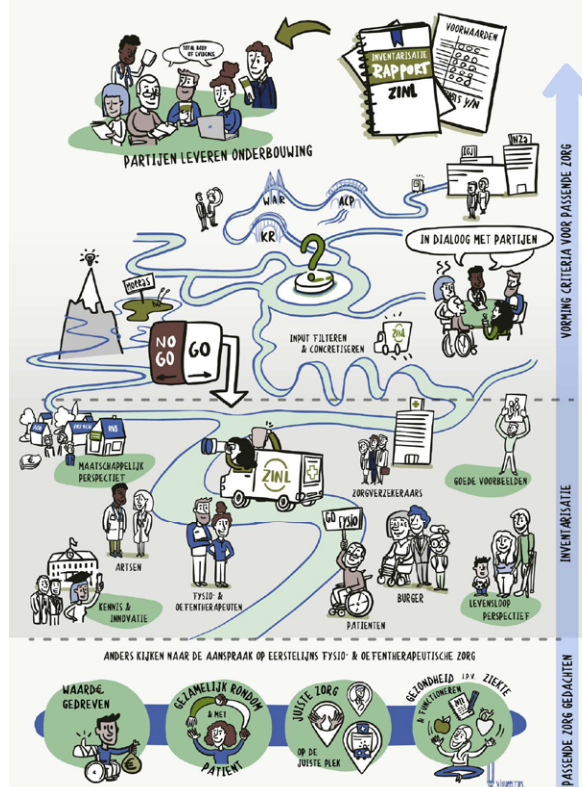 TOTAL BODY
OF EVIDENCE
INVENTARISATIE
RAPPORT
ZINL
VOORWAARDEN
Y/N
PARTIJEN LEVEREN ONDERBOUWING
IGJ
NZa
WAR
ACP
KR
?
IN DIALOOG MET PARTIJEN
MOERAS
NO
GO
GO
INPUT FILTEREN
& CONCRETISEREN
ZINL
VORMING CRITERIA VOOR PASSENDE ZORG
MAATSCHAPPELIJK
PERSPECTIEF
ZINL
ZORGVERZEKERAARS
GOEDE VOORBEELDEN
ARTSEN
FYSIO- &
OEFENTHERAPEUTEN
GO
FYSIO
PATIENTEN
BURGER
KENNIS &
INNOVATIE
LEVENSLOOP
PERSPECTIEF
INVENTARISATIE
ANDERS KIJKEN NAAR DE AANSPRAAK OP EERSTELIJNS FYSIO- & OEFENTHERAPEUTISCHE ZORG
WAARD€
GEDREVEN
€
GEZAMELIJK RONDOM
& MET
PATIENT
JUISTE ZORG
OP DE
JUISTE PLEK
GEZONDHEID I.P.V. ZIEKTE
& FUNCTIONEREN
PASSENDE ZORG GEDACHTEN